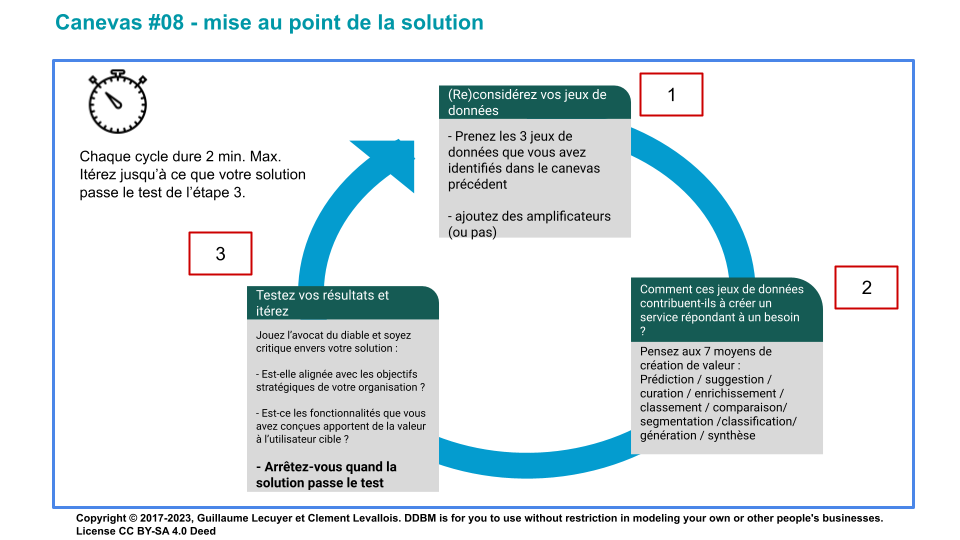 Canevas #08 - mise au point de la solution
Chaque cycle dure 2 min. Max.
Itérez jusqu'à ce que votre solution
passe le test de l'étape 3.
1
(Re)considérez vos jeux de
données
- Prenez les 3 jeux de
données que vous avez
identifiés dans le canevas
précédent
- ajoutez des amplificateurs
(ou pas)
2
Comment ces jeux de données
contribuent-ils à créer un
service répondant à un besoin
?
Pensez aux 7 moyens de
création de valeur :
Prédiction / suggestion /
curation / enrichissement /
classement / comparaison/
segmentation /classification/
génération / synthèse
3
Testez vos résultats et
itérez
Jouez l'avocat du diable et soyez
critique envers votre solution :
- Est-elle alignée avec les objectifs
stratégiques de votre organisation ?
- Est-ce les fonctionnalités que vous
avez conçues apportent de la valeur
à l'utilisateur cible ?
- Arrêtez-vous quand la
solution passe le test
Copyright © 2017-2023, Guillaume Lecuyer et Clement Levallois. DDBM is for you to use without restriction in modeling your own or other people's businesses.
License CC BY-SA 4.0 Deed